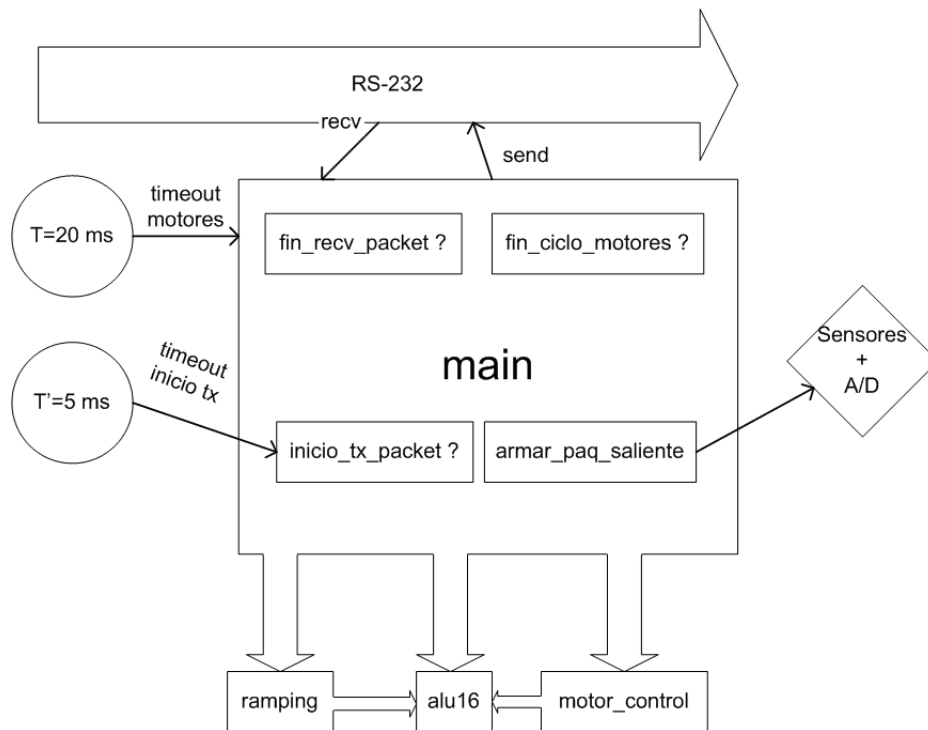 RS-232
recv
send
timeout
motores
T=20 ms
fin_recv_packet ?
fin_ciclo_motores ?
timeout
inicio tx
T'=5 ms
main
Sensores
+
A/D
inicio_tx_packet ?
armar_paq_saliente
ramping
alu16
motor_control